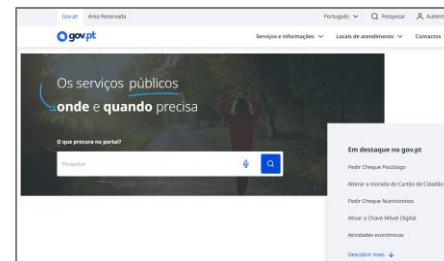 Gov.pt Área Reservada Português Pesquisar Autent
gov.pt Serviços e informações Locais de atendimento Contactos
Os serviços públicos
onde e quando precisa
O que procura no portal?
Pesquisar
Em destaque no gov.pt
Pedir Cheque Psicólogo
Alterar a morada do Cartão de Cidadão
Pedir Cheque Nutricionista
Ativar a Chave Móvel Digital
Atividades económicas
Descobrir mais